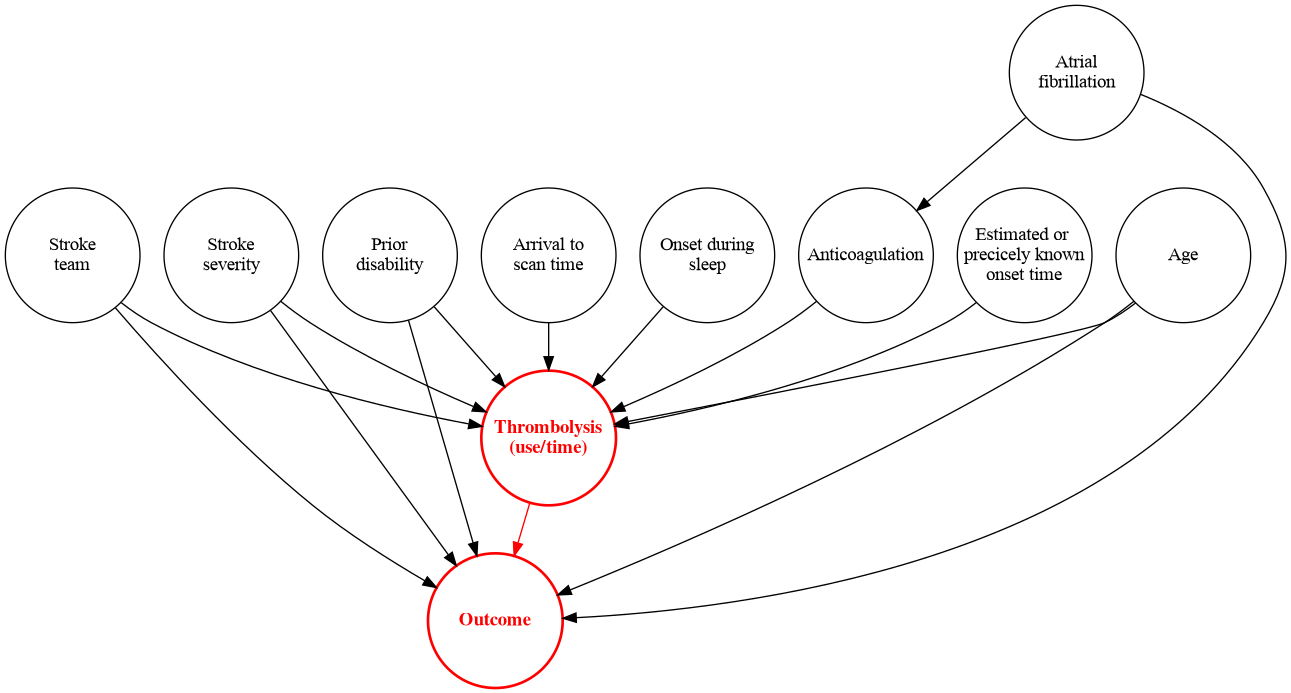 Atrial
fibrillation
Stroke
team
Stroke
severity
Prior
disability
Arrival to
scan time
Onset during
sleep
Anticoagulation
Estimated or
precicely known
onset time
Age
Thrombolysis
(use/time)
Outcome